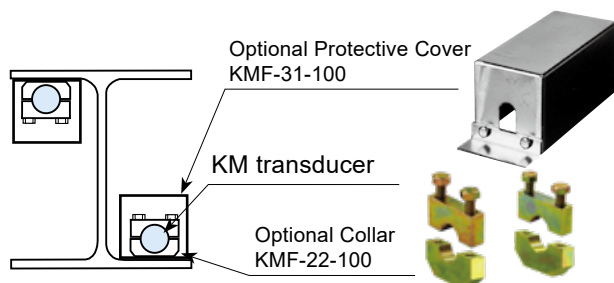 Optional Protective Cover
KMF-31-100
KM transducer
Optional Collar
KMF-22-100